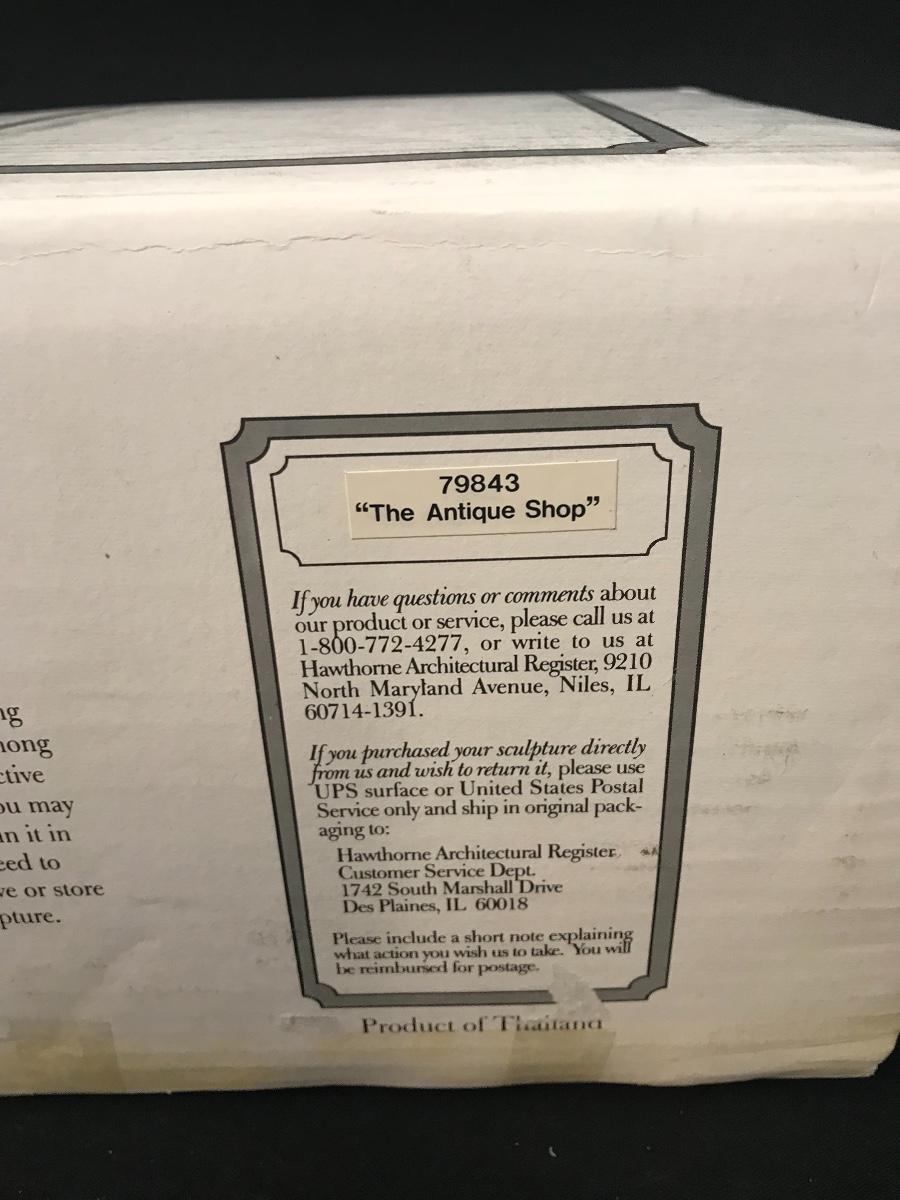 79843
“The Antique Shop”
If you have questions or comments about
our product or service, please call us at
1-800-772-4277, or write to us at
Hawthorne Architectural Register, 9210
North Maryland Avenue, Niles, IL
60714-1391.
If you purchased your sculpture directly
from us and wish to return it, please use
UPS surface or United States Postal
Service only and ship in original pack-
aging to:
Hawthorne Architectural Register
Customer Service Dept.
1742 South Marshall Drive
Des Plaines, IL 60018
Please include a short note explaining
what action you wish us to take. You will
be reimbursed for postage.
Product of Thailand
ou may
in
or store